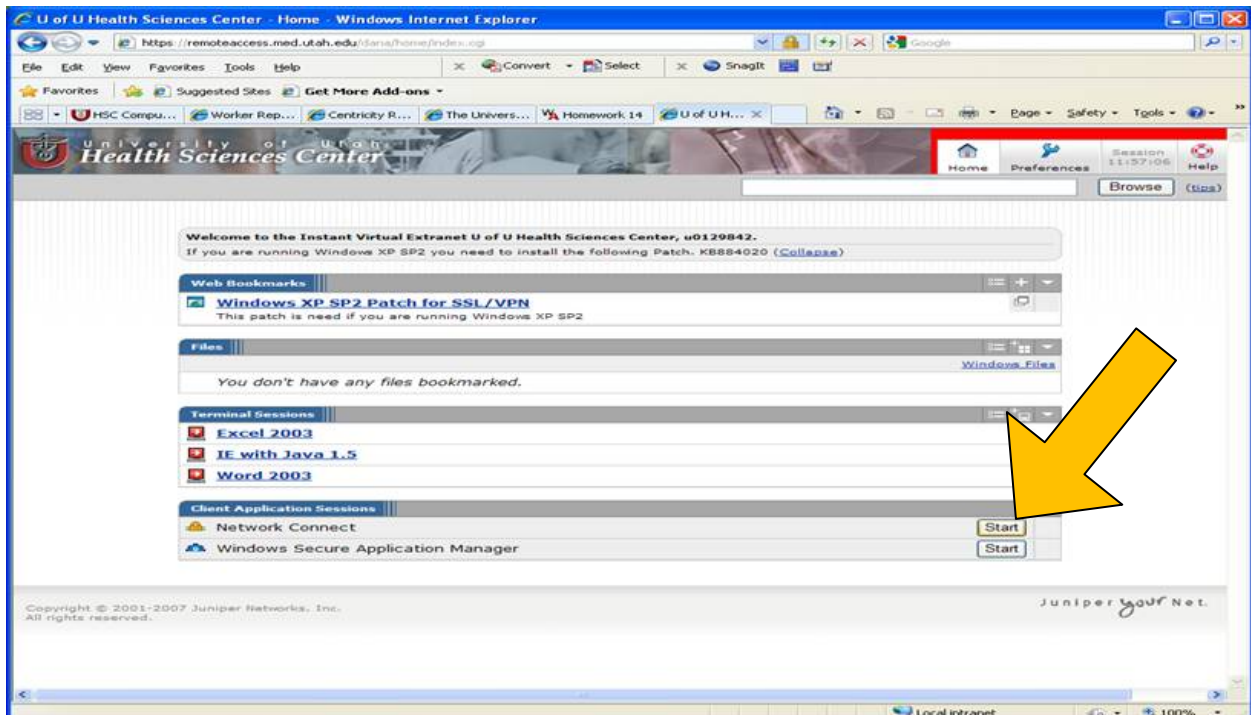 U of U Health Sciences Center - Home - Windows Internet Explorer
https://remoteaccess.med.utah.edu/dana/home/index.cgi
Google
File Edit View Favorites Tools Help
Convert Select
SnagIt
Favorites Suggested Sites Get More Add-ons
HSC Compu... Worker Rep... Centricity R... The Univers... Homework 14 U of U H...
Page Safety Tools
University of Utah
Health Sciences Center
Home Preferences Session 11:57:06 Help
Browse (tips)
Welcome to the Instant Virtual Extranet U of U Health Sciences Center, u0129842.
If you are running Windows XP SP2 you need to install the following Patch. KB884020 (Collapse)
Web Bookmarks
Windows XP SP2 Patch for SSL/VPN
This patch is need if you are running Windows XP SP2
Files
Windows Files
You don't have any files bookmarked.
Terminal Sessions
Excel 2003
IE with Java 1.5
Word 2003
Client Application Sessions
Network Connect Start
Windows Secure Application Manager Start
Copyright © 2001-2007 Juniper Networks, Inc.
All rights reserved.
Juniper your Net.
Local intranet 100%